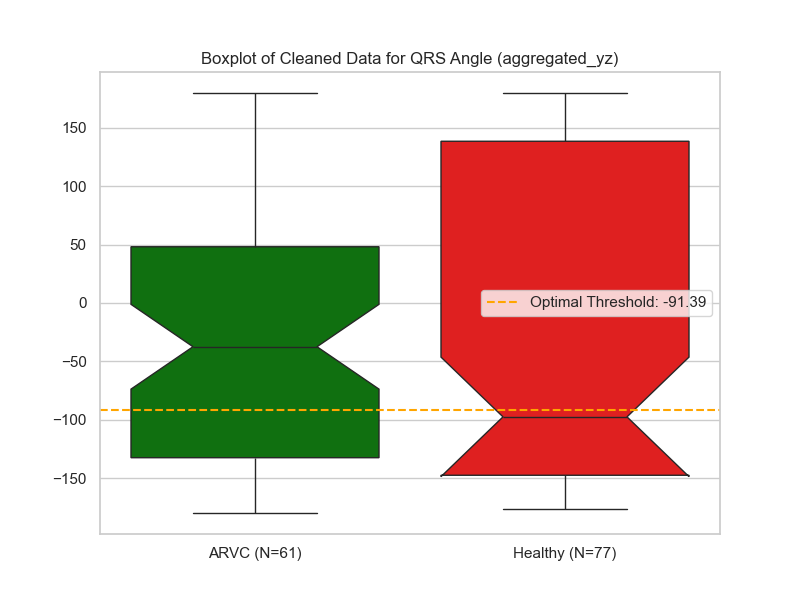 Boxplot of Cleaned Data for QRS Angle (aggregated_yz)
150
100
50
0
−50
−100
−150
Optimal Threshold: -91.39
ARVC (N=61)
Healthy (N=77)